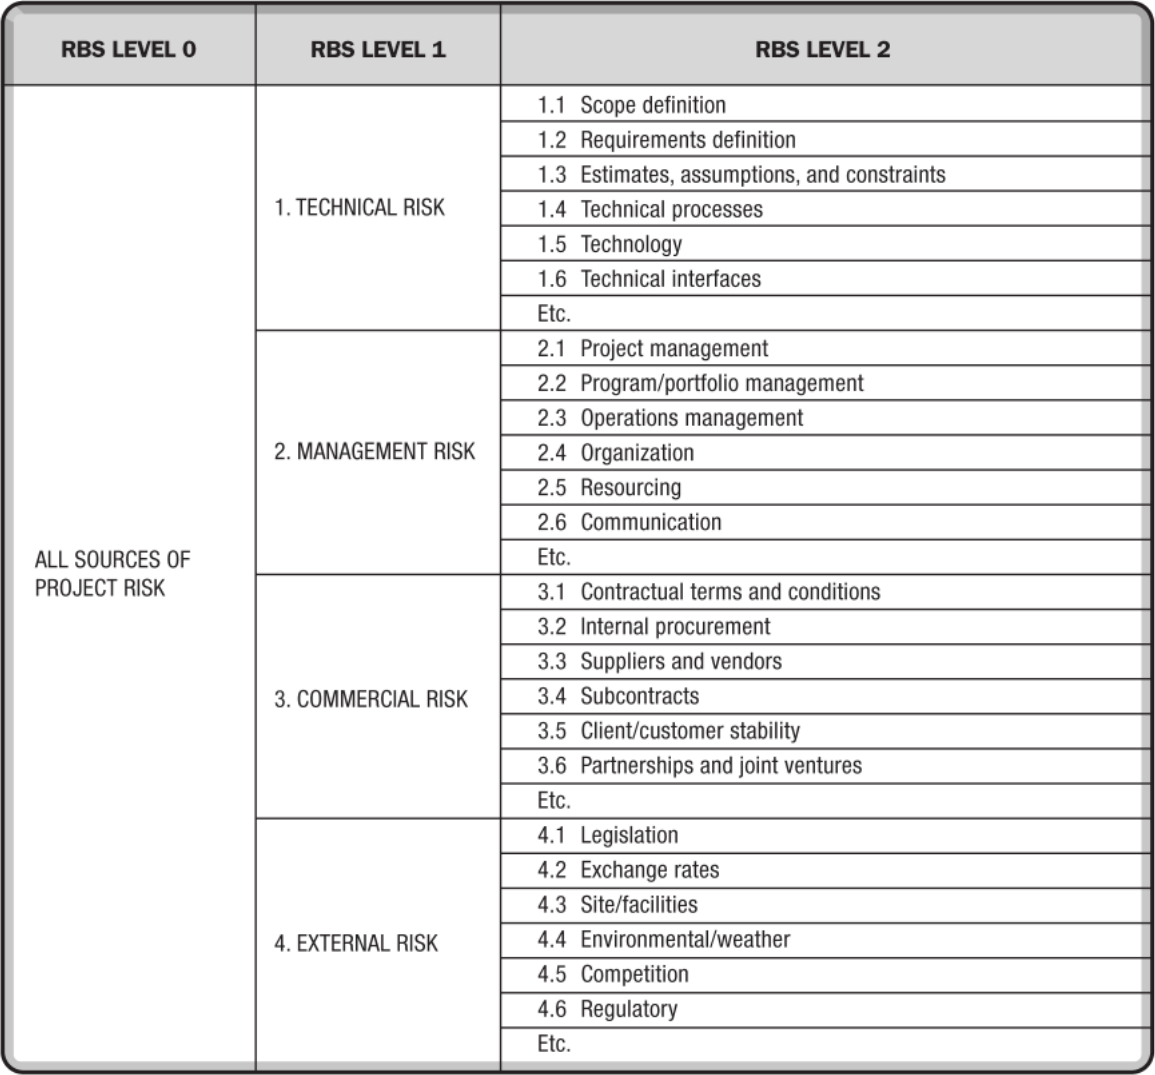 RBS LEVEL 0
RBS LEVEL 1
RBS LEVEL 2
ALL SOURCES OF
PROJECT RISK
1. TECHNICAL RISK
1.1 Scope definition
1.2 Requirements definition
1.3 Estimates, assumptions, and constraints
1.4 Technical processes
1.5 Technology
1.6 Technical interfaces
Etc.
2. MANAGEMENT RISK
2.1 Project management
2.2 Program/portfolio management
2.3 Operations management
2.4 Organization
2.5 Resourcing
2.6 Communication
Etc.
3. COMMERCIAL RISK
3.1 Contractual terms and conditions
3.2 Internal procurement
3.3 Suppliers and vendors
3.4 Subcontracts
3.5 Client/customer stability
3.6 Partnerships and joint ventures
Etc.
4. EXTERNAL RISK
4.1 Legislation
4.2 Exchange rates
4.3 Site/facilities
4.4 Environmental/weather
4.5 Competition
4.6 Regulatory
Etc.